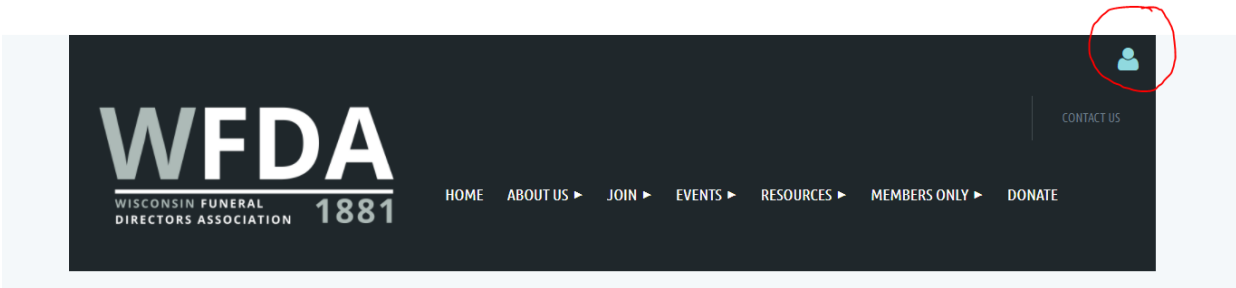 CONTACT US
WFDA
WISCONSIN FUNERAL
DIRECTORS ASSOCIATION 1881
HOME ABOUT US ► JOIN ► EVENTS ► RESOURCES ► MEMBERS ONLY ► DONATE